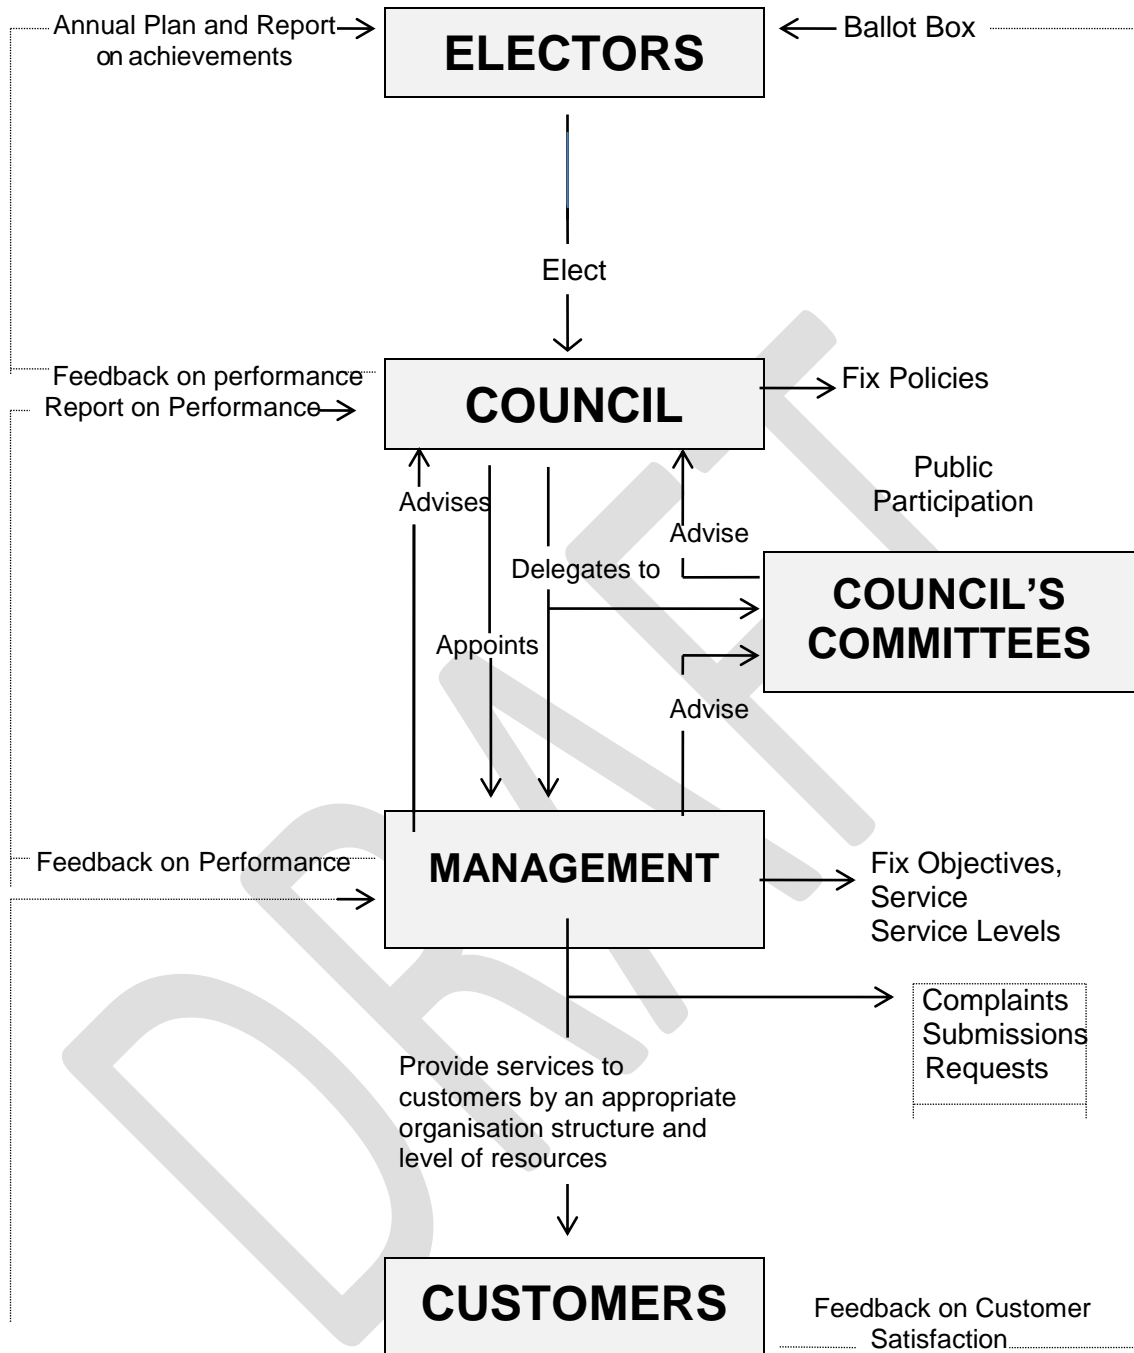 Annual Plan and Report
on achievements
ELECTORS
Ballot Box
Elect
Feedback on performance
Report on Performance
COUNCIL
Fix Policies
Public
Participation
Advises
Advise
Delegates to
COUNCIL’S
COMMITTEES
Appoints
Advise
Feedback on Performance
MANAGEMENT
Fix Objectives,
Service
Service Levels
Complaints
Submissions
Requests
Provide services to
customers by an appropriate
organisation structure and
level of resources
CUSTOMERS
Feedback on Customer
Satisfaction
DRAFT